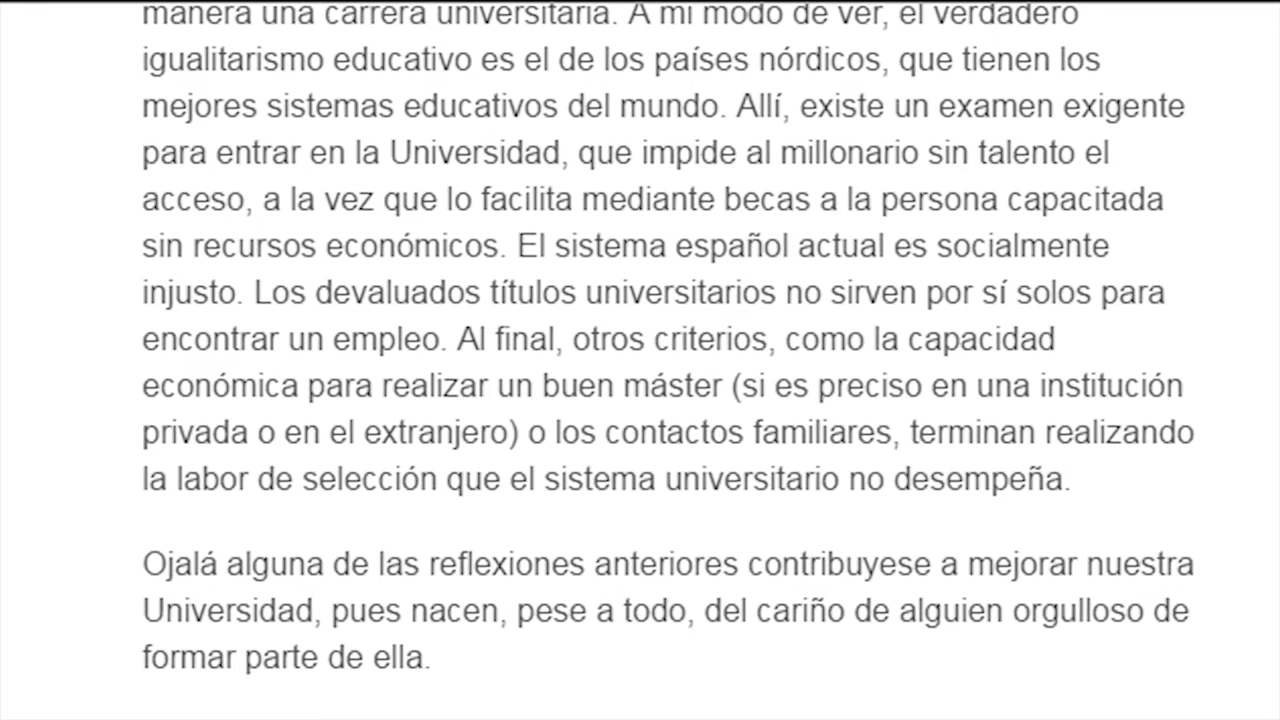 manera una carrera universitaria. A mi modo de ver, el verdadero
igualitarismo educativo es el de los países nórdicos, que tienen los
mejores sistemas educativos del mundo. Allí, existe un examen exigente
para entrar en la Universidad, que impide al millonario sin talento el
acceso, a la vez que lo facilita mediante becas a la persona capacitada
sin recursos económicos. El sistema español actual es socialmente
injusto. Los devaluados títulos universitarios no sirven por sí solos para
encontrar un empleo. Al final, otros criterios, como la capacidad
económica para realizar un buen máster (si es preciso en una institución
privada o en el extranjero) o los contactos familiares, terminan realizando
la labor de selección que el sistema universitario no desempeña.
Ojalá alguna de las reflexiones anteriores contribuyese a mejorar nuestra
Universidad, pues nacen, pese a todo, del cariño de alguien orgulloso de
formar parte de ella.